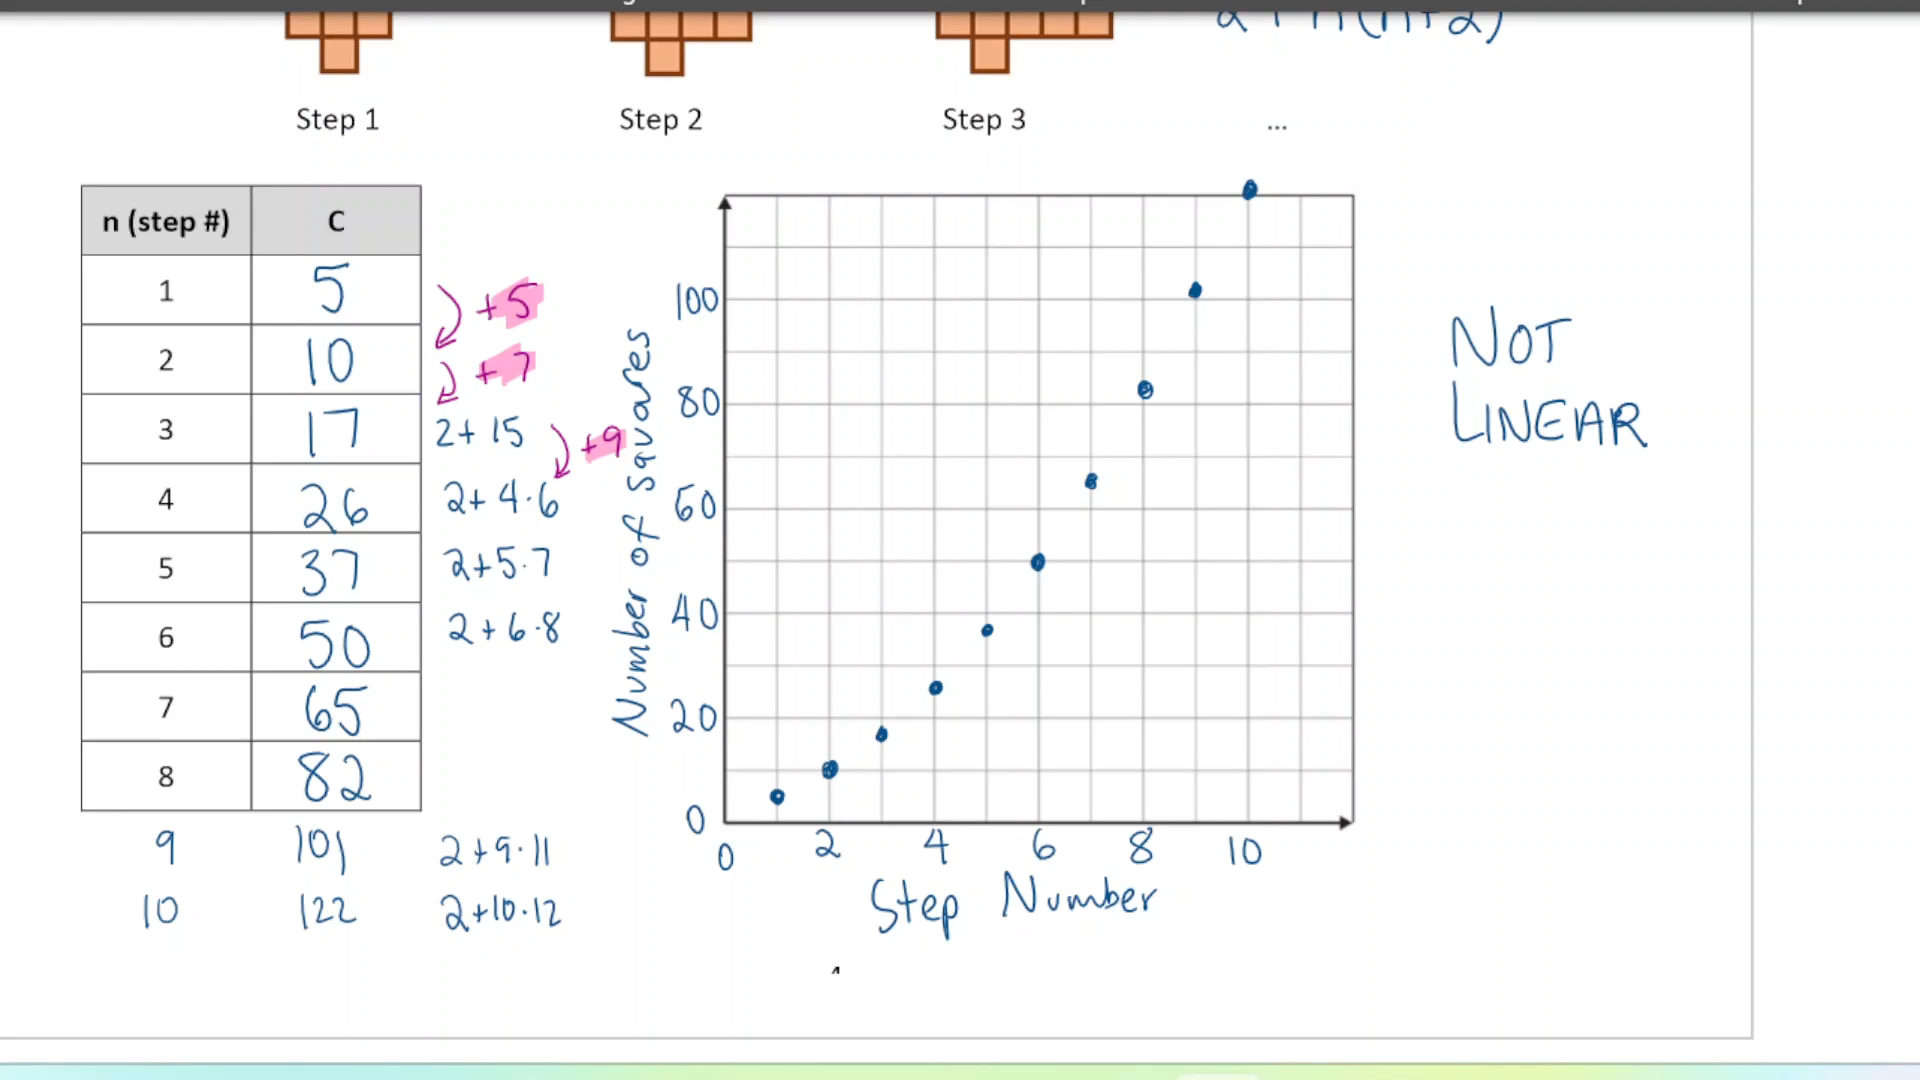 2 + n(n+2)
Step 1
Step 2
Step 3
...
n (step #) C
1 5
+5
2 10
+7
3 17 2+ 15
+9
4 26 2+ 4·6
5 37 2+5·7
6 50 2+6·8
7 65
8 82
9 101 2+9·11
10 122 2+10·12
Number of squares
100
80
60
40
20
0
0 2 4 6 8 10
Step Number
NOT
LINEAR